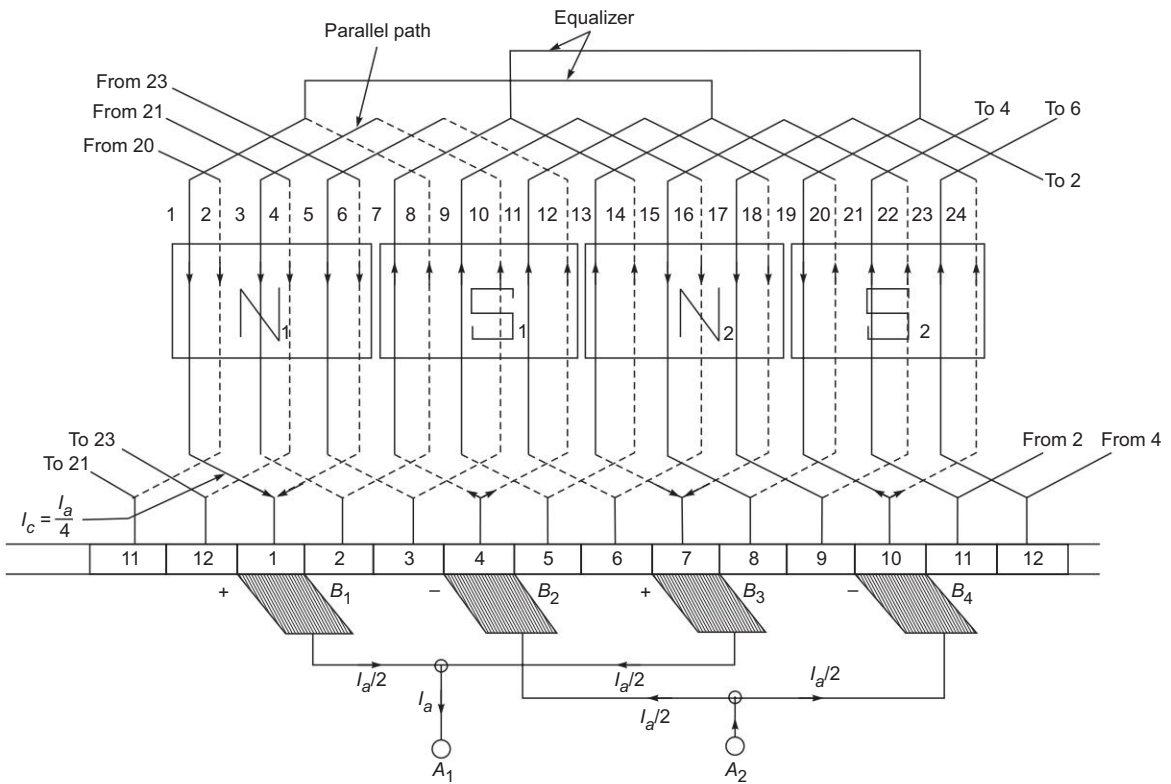 Equalizer
Parallel path
From 23
From 21
From 20
To 4
To 6
To 2
1 2 3 4 5 6 7 8 9 10 11 12 13 14 15 16 17 18 19 20 21 22 23 24
N1 S1 N2 S2
To 23
To 21
From 2 From 4
Ic = Ia/4
11 12 1 2 3 4 5 6 7 8 9 10 11 12
+ B1 – B2 + B3 – B4
Ia/2 Ia/2 Ia/2
Ia Ia/2
A1 A2